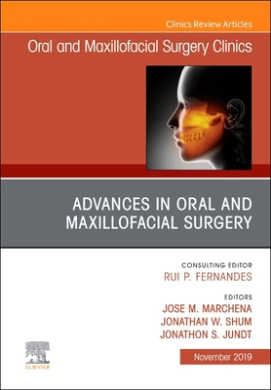 Clinics Review Articles
Oral and Maxillofacial Surgery Clinics
ADVANCES IN ORAL AND
MAXILLOFACIAL SURGERY
CONSULTING EDITOR
RUI P. FERNANDES
EDITORS
JOSE M. MARCHENA
JONATHAN W. SHUM
JONATHON S. JUNDT
ELSEVIER
November 2019